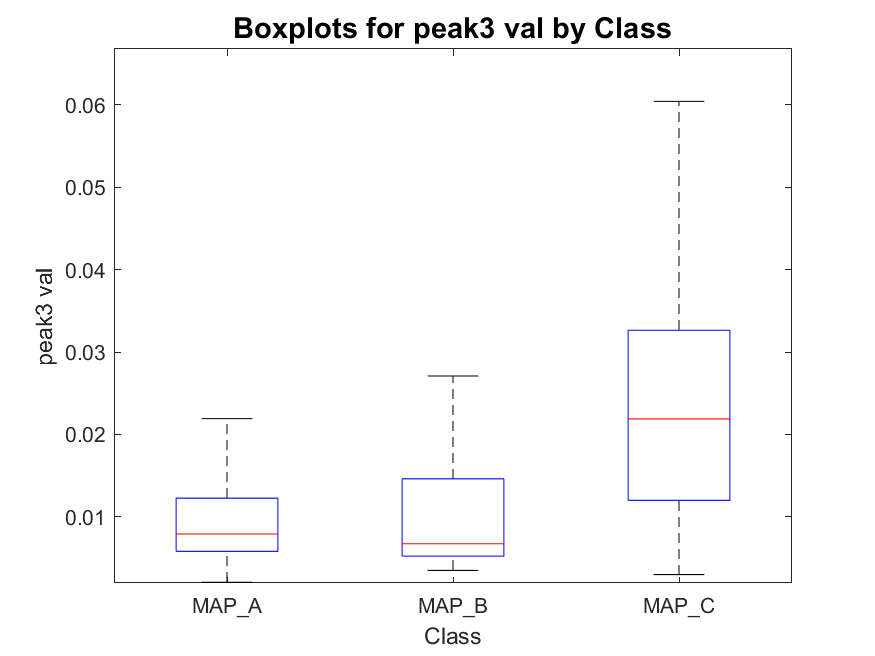 Boxplots for peak3 val by Class
0.06
0.05
0.04
0.03
0.02
0.01
peak3 val
MAP_A
MAP_B
MAP_C
Class